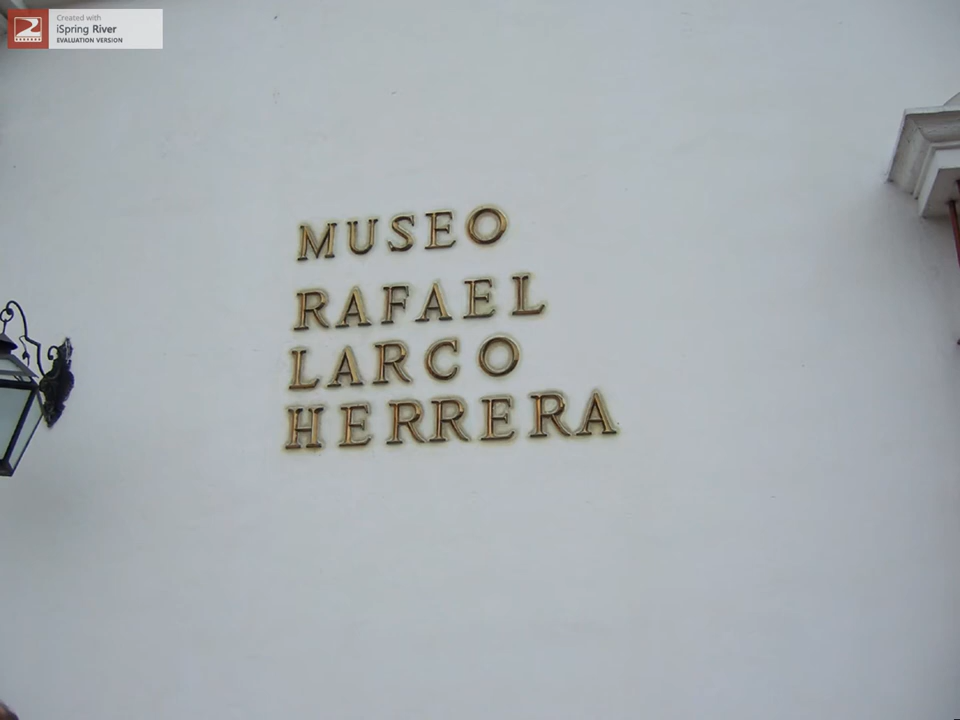 Created with
iSpring River
EVALUATION VERSION
MUSEO
RAFAEL
LARCO
HERRERA